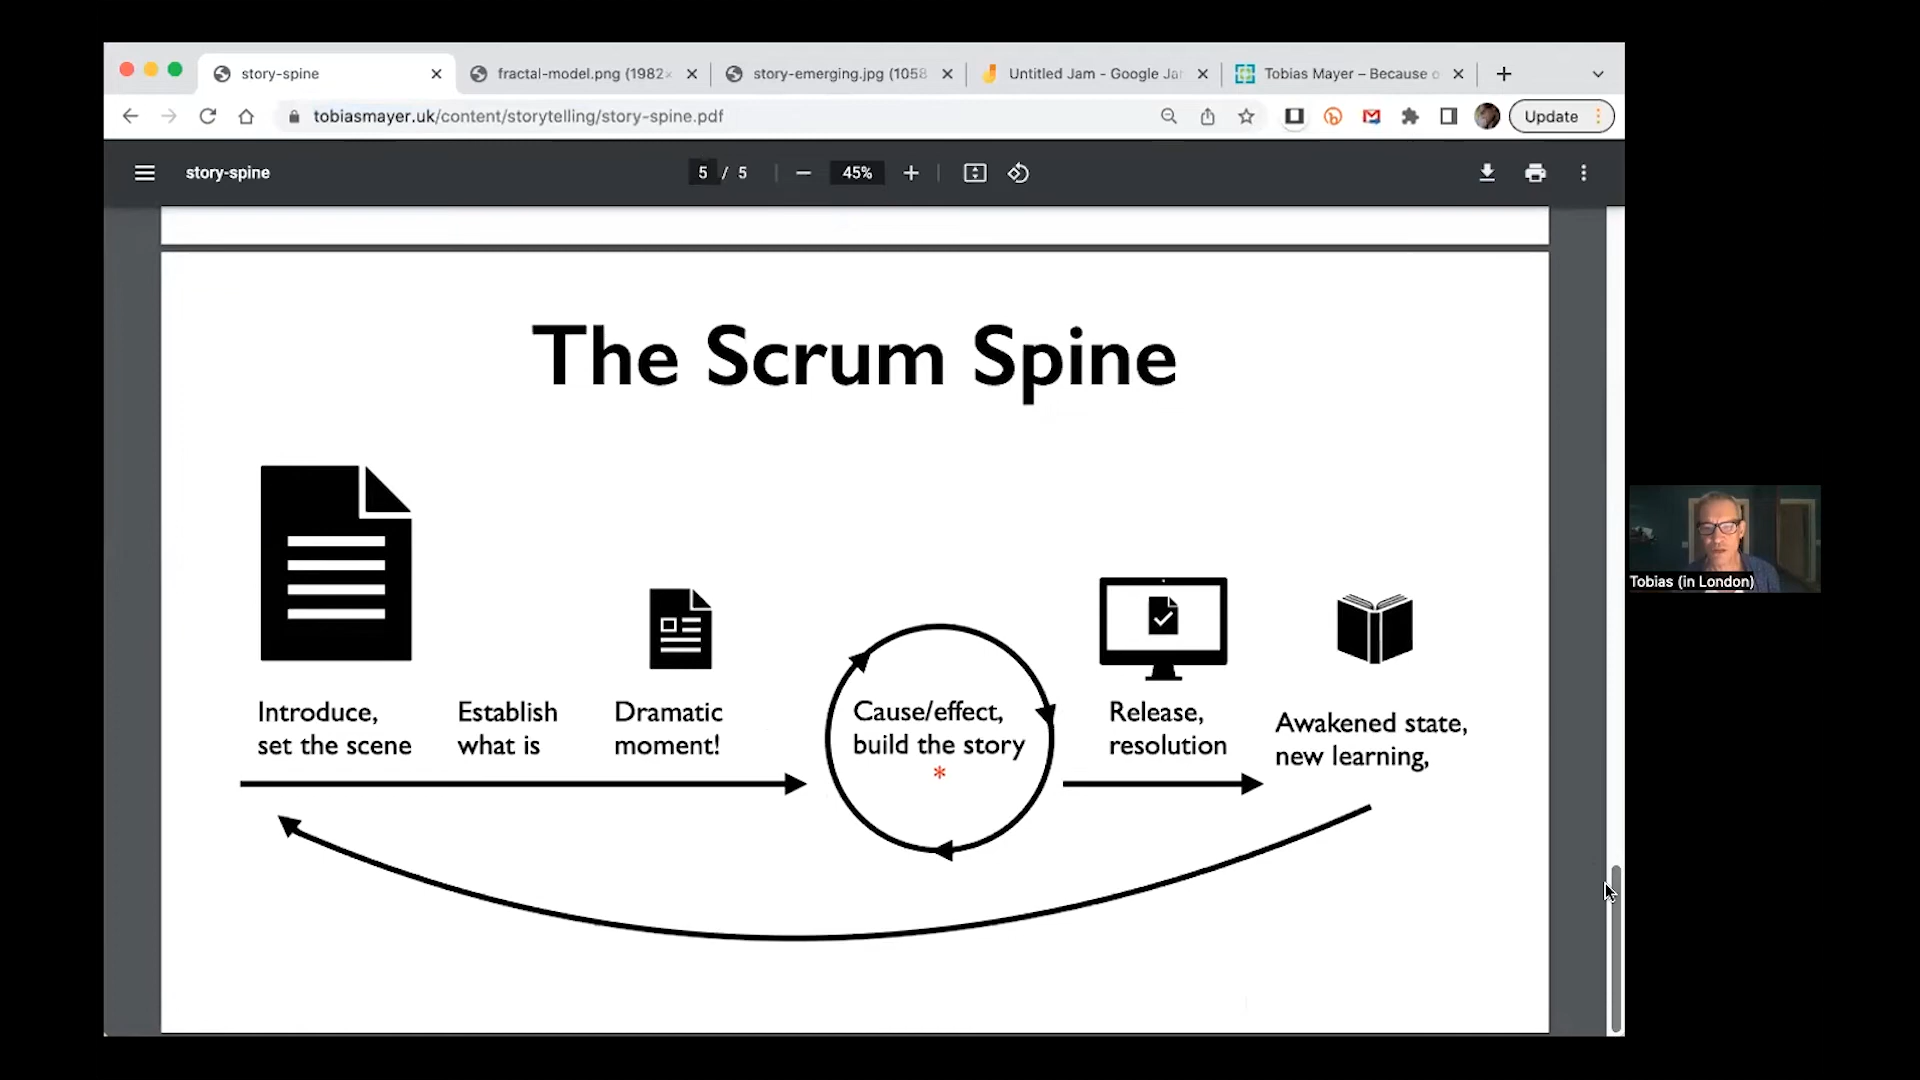 story-spine
fractal-model.png (1982×
story-emerging.jpg (1058
Untitled Jam - Google Ja
Tobias Mayer – Because o
tobiasmayer.uk/content/storytelling/story-spine.pdf
Update
story-spine
5 / 5
45%
The Scrum Spine
Introduce,
set the scene
Establish
what is
Dramatic
moment!
Cause/effect,
build the story
*
Release,
resolution
Awakened state,
new learning,
Tobias (in London)